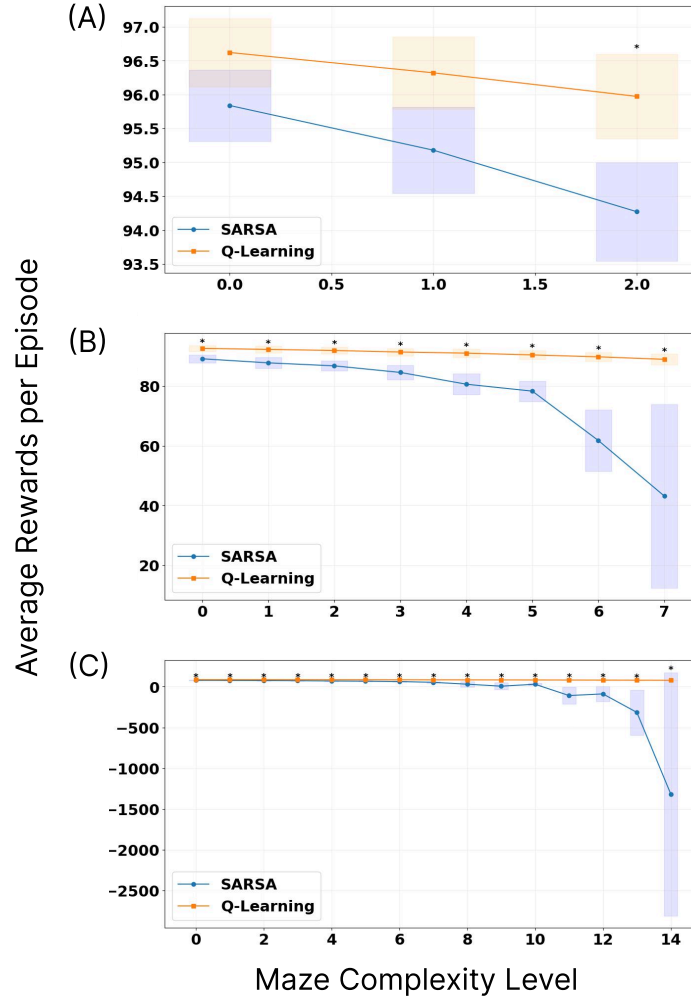 (A)
97.0
96.5
96.0
95.5
95.0
94.5
94.0
93.5
SARSA
Q-Learning
0.0 0.5 1.0 1.5 2.0
*
Average Rewards per Episode
(B)
80
60
40
20
* * * * * * * *
SARSA
Q-Learning
0 1 2 3 4 5 6 7
(C)
0
−500
−1000
−1500
−2000
−2500
* * * * * * * * * * * * * * *
SARSA
Q-Learning
0 2 4 6 8 10 12 14
Maze Complexity Level